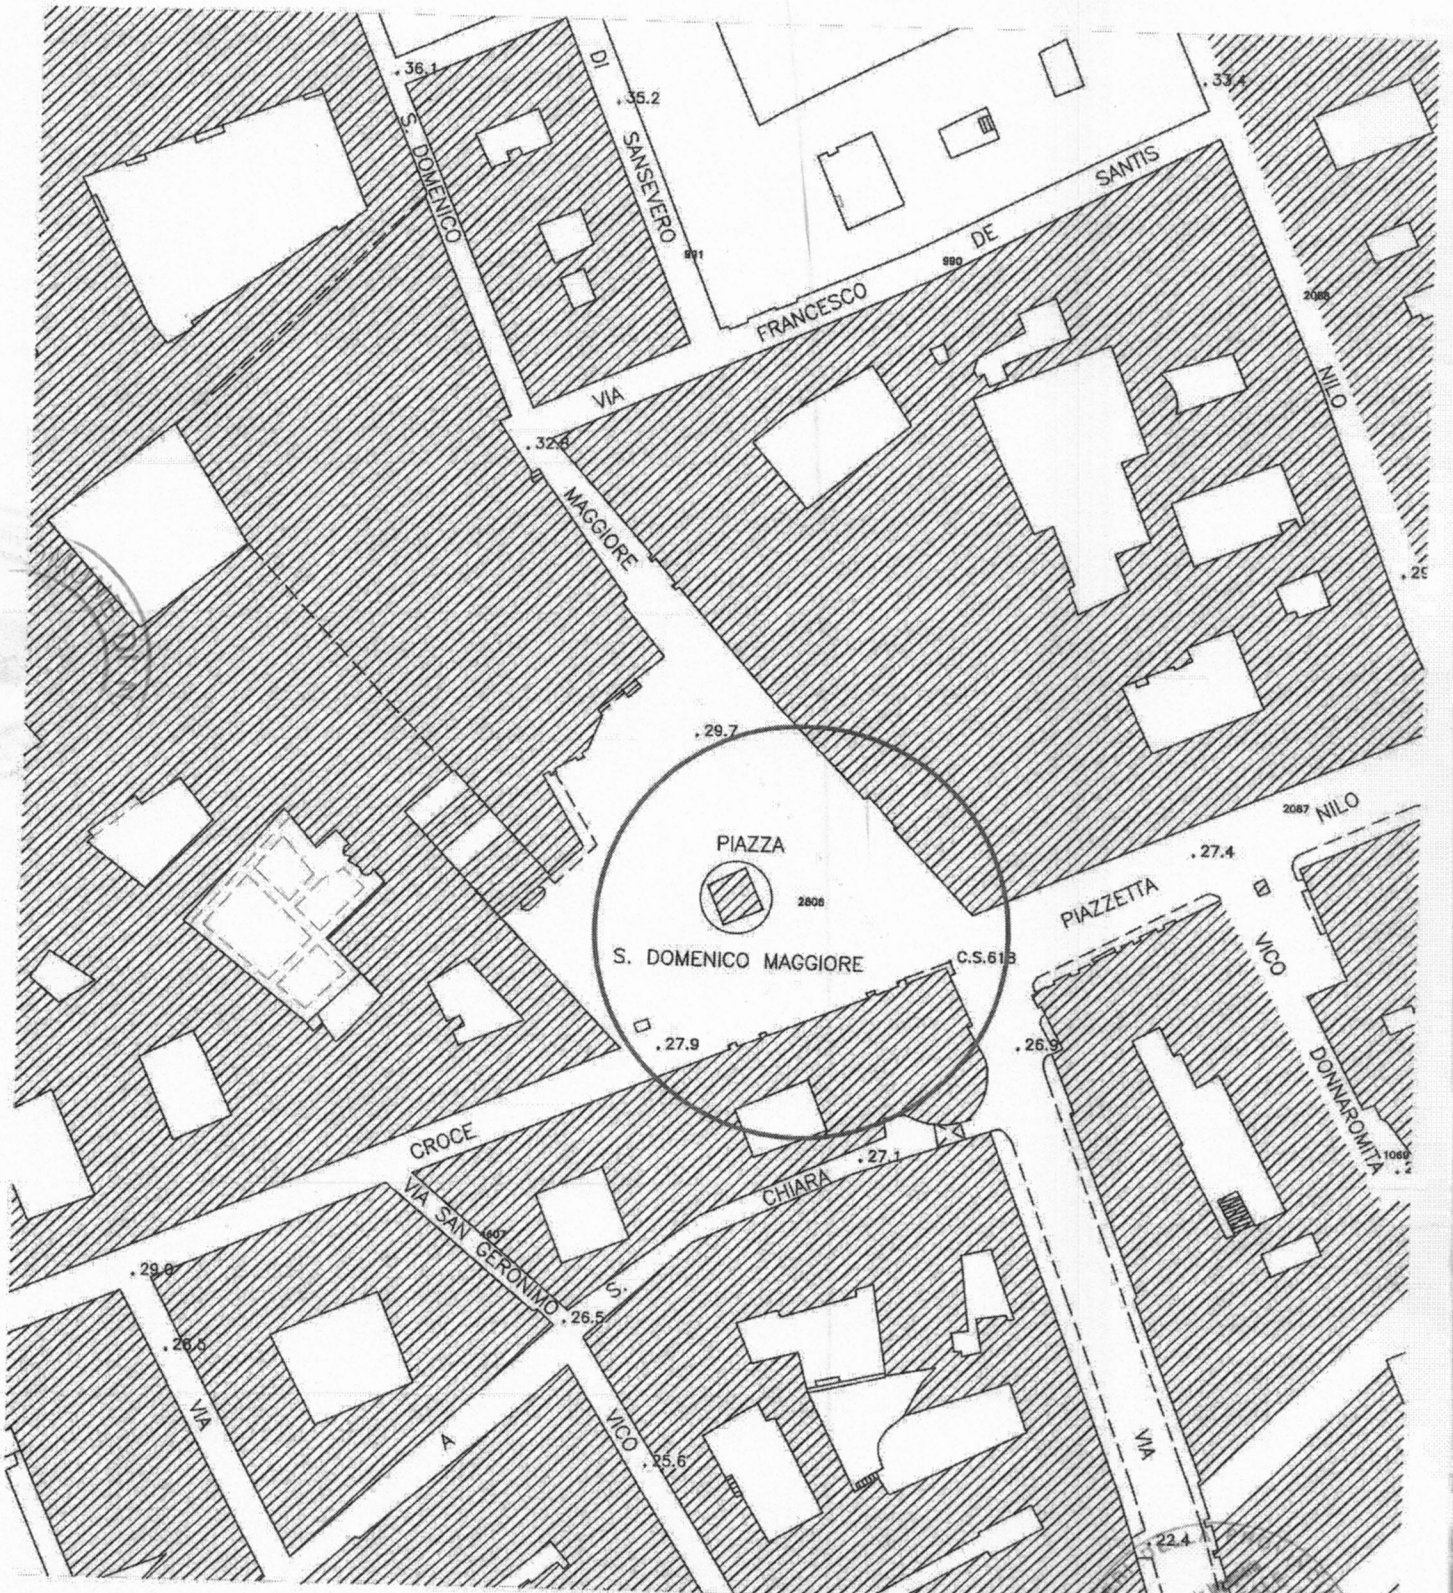 .36.1
DI
.35.2
.33.4
S. DOMENICO
SANSEVERO
SANTIS
DE
991
990
FRANCESCO
2088
VIA
NILO
.32.8
MAGGIORE
.29.7
PIAZZA
2087
NILO
.27.4
2806
PIAZZETTA
S. DOMENICO MAGGIORE
C.S.618
VICO
.27.9
.26.9
DONNAROMITA
CROCE
.27.1
1069
CHIARA
VIA SAN GERONIMO
S.
.29.0
.26.5
.26.5
VIA
A
VICO
.25.6
VIA
.22.4